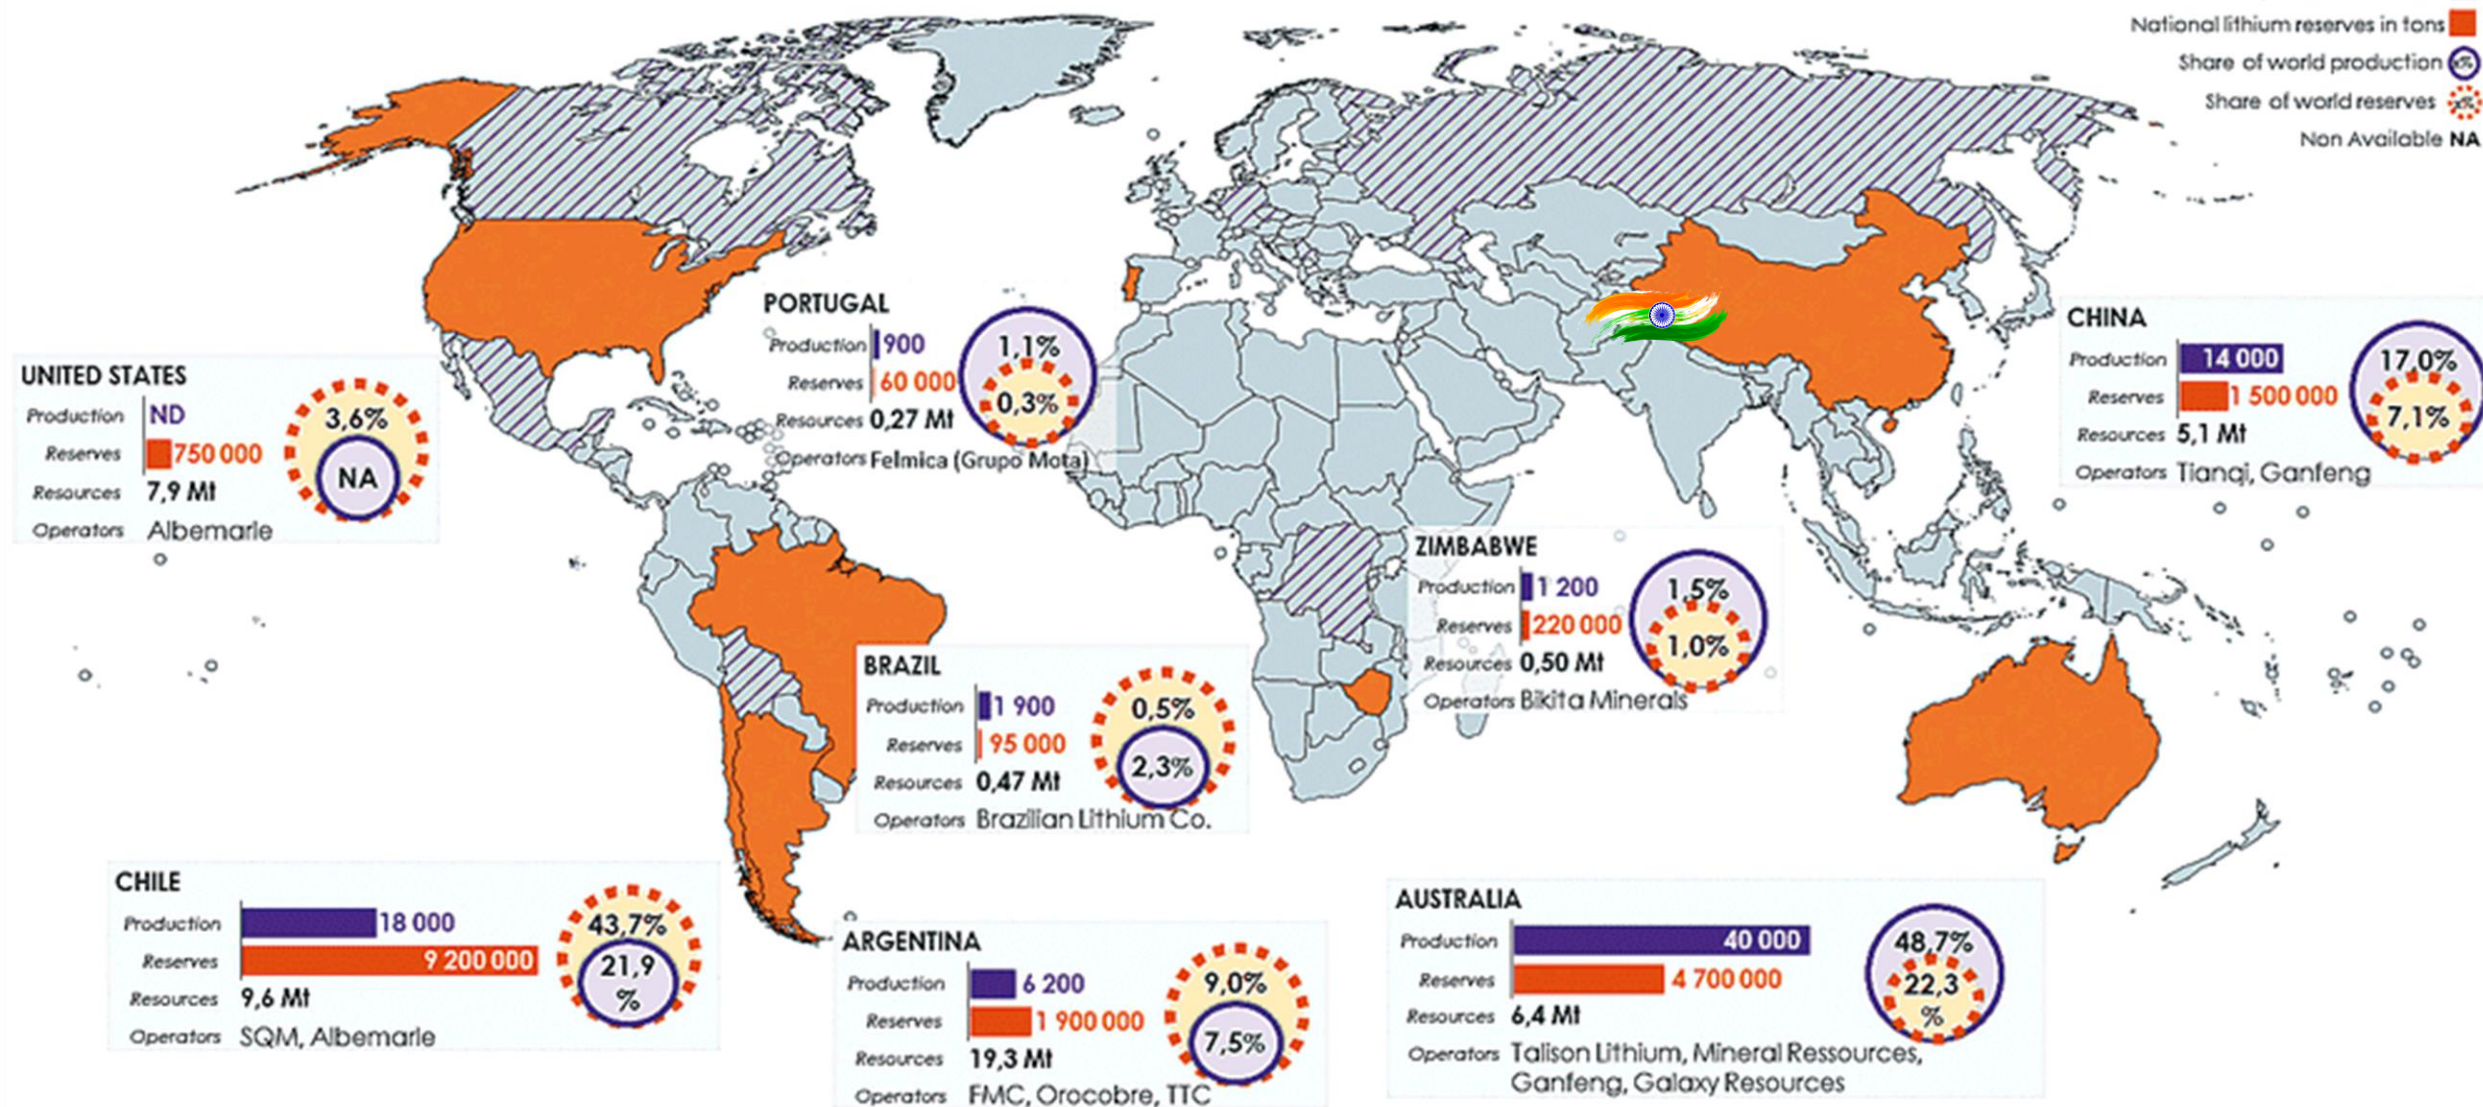 National lithium reserves in tons
Share of world production x%
Share of world reserves x%
Non Available NA
PORTUGAL
Production 900
Reserves 60 000
Resources 0,27 Mt
Operators Felmica (Grupo Mota)
1,1%
0,3%
CHINA
Production 14 000
Reserves 1 500 000
Resources 5,1 Mt
Operators Tianqi, Ganfeng
17,0%
7,1%
UNITED STATES
Production ND
Reserves 750 000
Resources 7,9 Mt
Operators Albemarle
3,6%
NA
ZIMBABWE
Production 1 200
Reserves 220 000
Resources 0,50 Mt
Operators Bikita Minerals
1,5%
1,0%
BRAZIL
Production 1 900
Reserves 95 000
Resources 0,47 Mt
Operators Brazilian Lithium Co.
0,5%
2,3%
CHILE
Production 18 000
Reserves 9 200 000
Resources 9,6 Mt
Operators SQM, Albemarle
43,7%
21,9
%
ARGENTINA
Production 6 200
Reserves 1 900 000
Resources 19,3 Mt
Operators FMC, Orocobre, TTC
9,0%
7,5%
AUSTRALIA
Production 40 000
Reserves 4 700 000
Resources 6,4 Mt
Operators Talison Lithium, Mineral Ressources,
Ganfeng, Galaxy Resources
48,7%
22,3
%